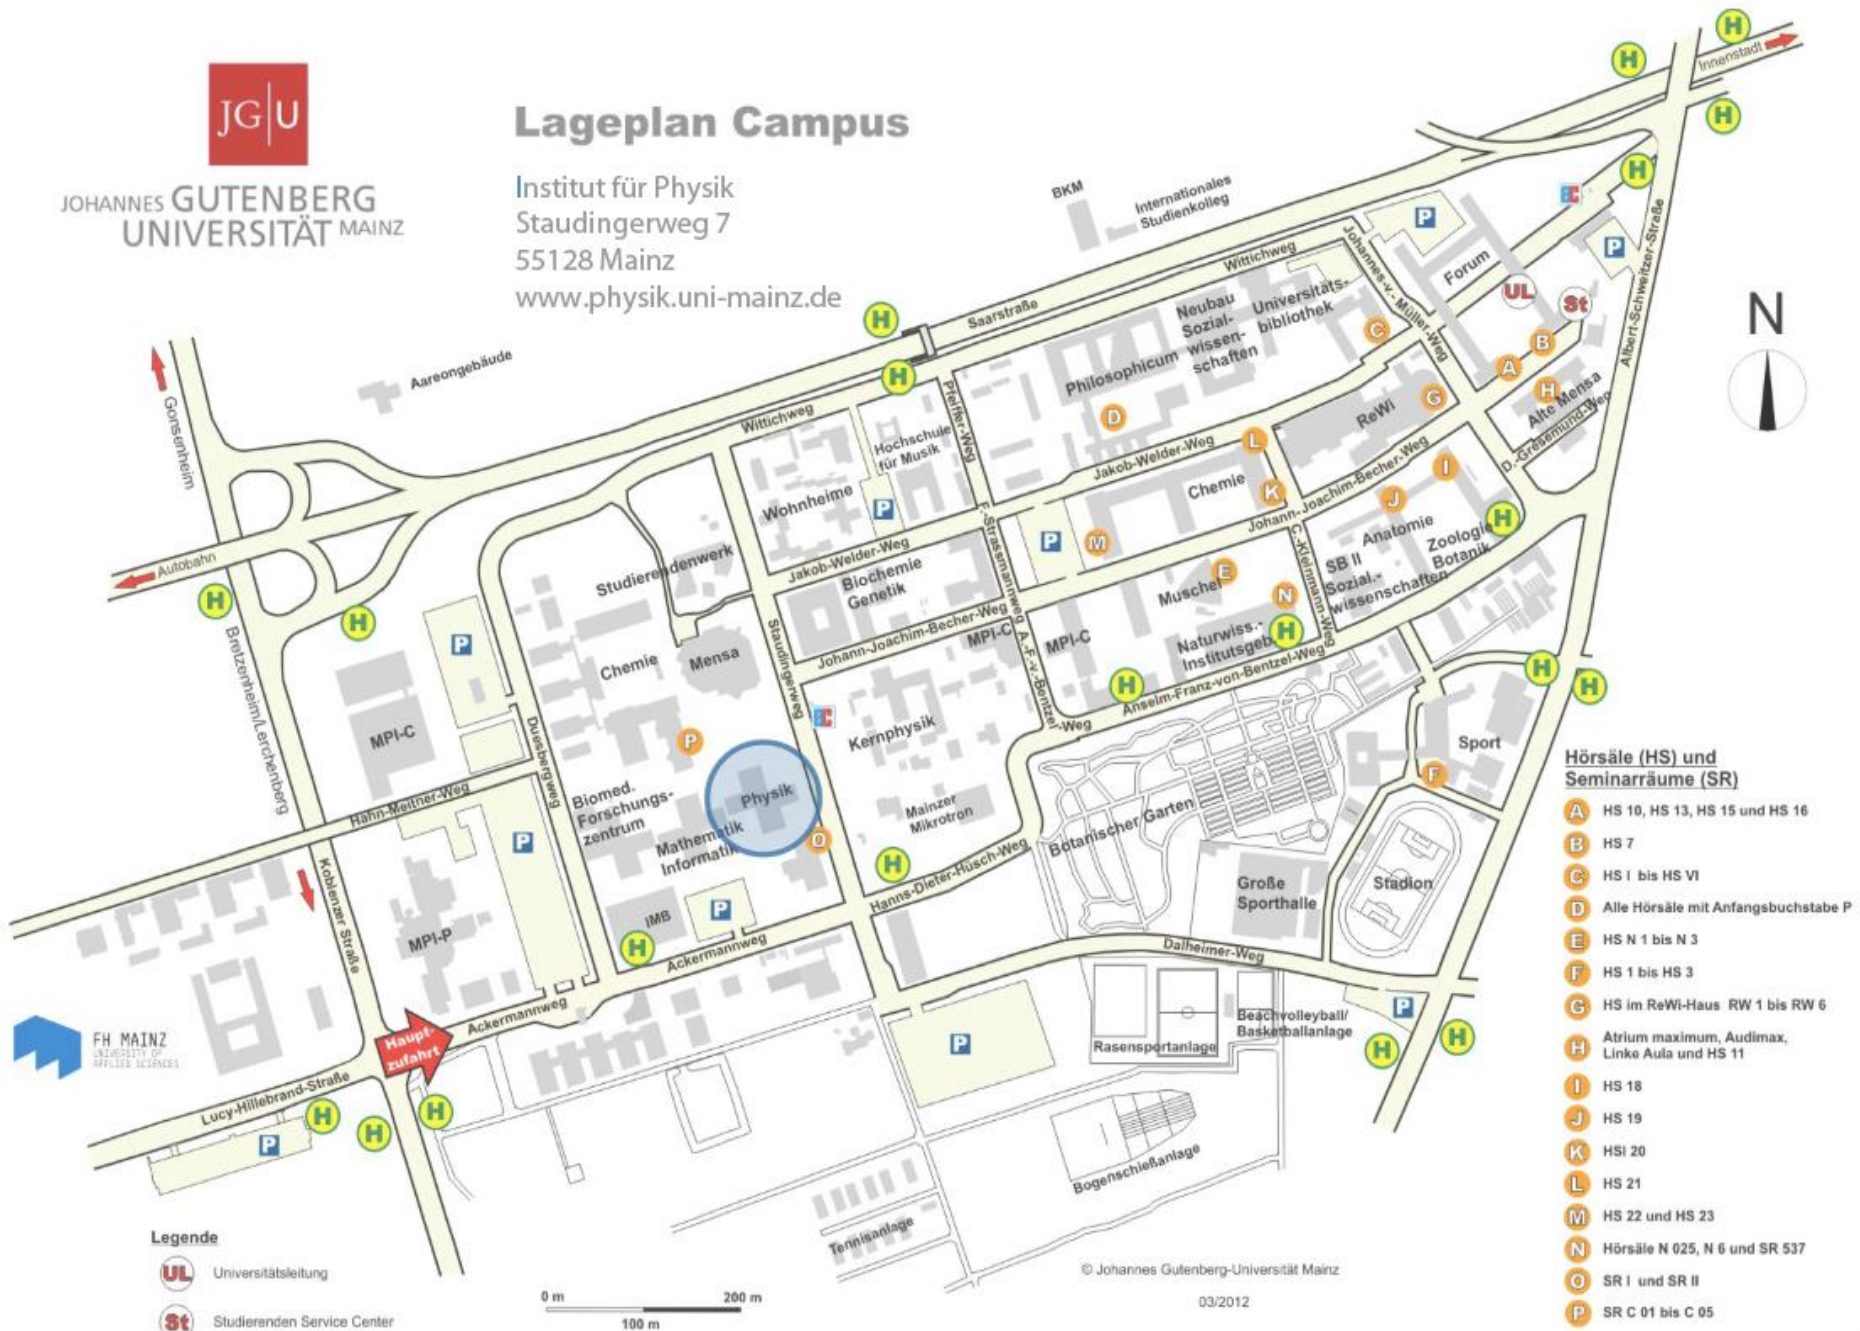 JG|U
JOHANNES GUTENBERG
UNIVERSITÄT MAINZ
Lageplan Campus
Institut für Physik
Staudingerweg 7
55128 Mainz
www.physik.uni-mainz.de
H
H
H
H
Innenstadt
BKM
Internationales
Studienkolleg
P
P
EC
Albert-Schweitzer-Straße
Johannes-v.-Müller-Weg
Wittichweg
Saarstraße
Forum
UL
St
N
H
H
Aareongebäude
Gonsenheim
Neubau
Sozial-
wissen-
schaften
Universitäts-
bibliothek
Philosophicum
C
B
A
H
Alte Mensa
D.-Gresemund-Weg
ReWi
G
D
L
Wittichweg
Pfeiffer-Weg
Hochschule
für Musik
Wohnheime
P
Jakob-Welder-Weg
Chemie
K
Johann-Joachim-Becher-Weg
I
J
Anatomie
Zoologie
Botanik
H
SB II
Sozial.-
wissenschaften
C.-Kleinmann-Weg
F.-Strassmannweg
P
M
Autobahn
H
H
Bretzenheim/Lerchenberg
Studierendenwerk
Jakob-Welder-Weg
Biochemie
Genetik
Johann-Joachim-Becher-Weg
MPI-C
MPI-C
A.-F.-v.-Bentzel-Weg
Muschel
E
N
Naturwiss.-
Institutsgeb.
H
H
Anselm-Franz-von-Bentzel-Weg
H
H
P
Chemie
Mensa
Staudingerweg
EC
Kernphysik
MPI-C
Duesbergweg
P
Physik
Sport
F
Hahn-Meitner-Weg
P
Biomed.
Forschungs-
zentrum
Mathematik
Informatik
O
Mainzer
Mikrotron
H
Hanns-Dieter-Hüsch-Weg
Botanischer Garten
Große
Sporthalle
Stadion
Koblenzer Straße
MPI-P
IMB
P
H
Ackermannweg
Dalheimer-Weg
Ackermannweg
Haupt-
zufahrt
FH MAINZ
UNIVERSITY OF
APPLIED SCIENCES
P
Rasensportanlage
Beachvolleyball/
Basketballanlage
P
H
H
Lucy-Hillebrand-Straße
H
H
H
P
Bogenschießanlage
Tennisanlage
Hörsäle (HS) und
Seminarräume (SR)
A HS 10, HS 13, HS 15 und HS 16
B HS 7
C HS I bis HS VI
D Alle Hörsäle mit Anfangsbuchstabe P
E HS N 1 bis N 3
F HS 1 bis HS 3
G HS im ReWi-Haus RW 1 bis RW 6
H Atrium maximum, Audimax,
Linke Aula und HS 11
I HS 18
J HS 19
K HSI 20
L HS 21
M HS 22 und HS 23
N Hörsäle N 025, N 6 und SR 537
O SR I und SR II
P SR C 01 bis C 05
Legende
UL Universitätsleitung
St Studierenden Service Center
0 m
200 m
100 m
© Johannes Gutenberg-Universität Mainz
03/2012